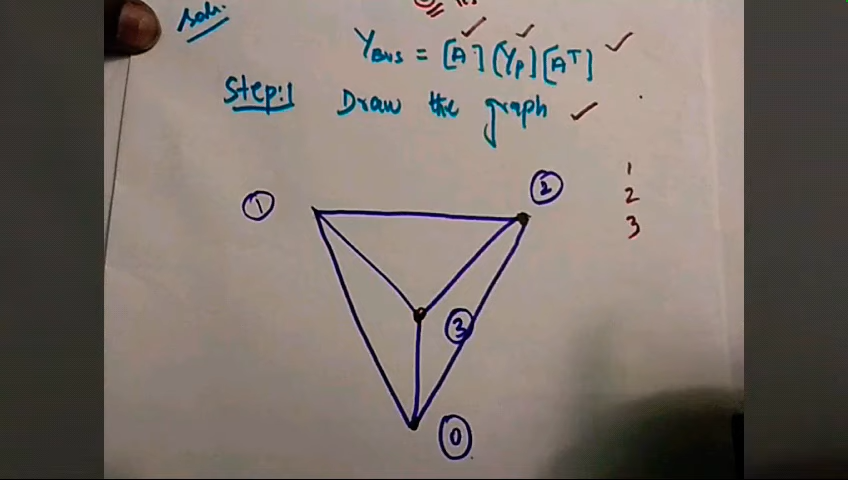 Soln.
YBus = [A] [Yp] [AT]
Step:1 Draw the graph
1
2
3
①
②
③
⓪